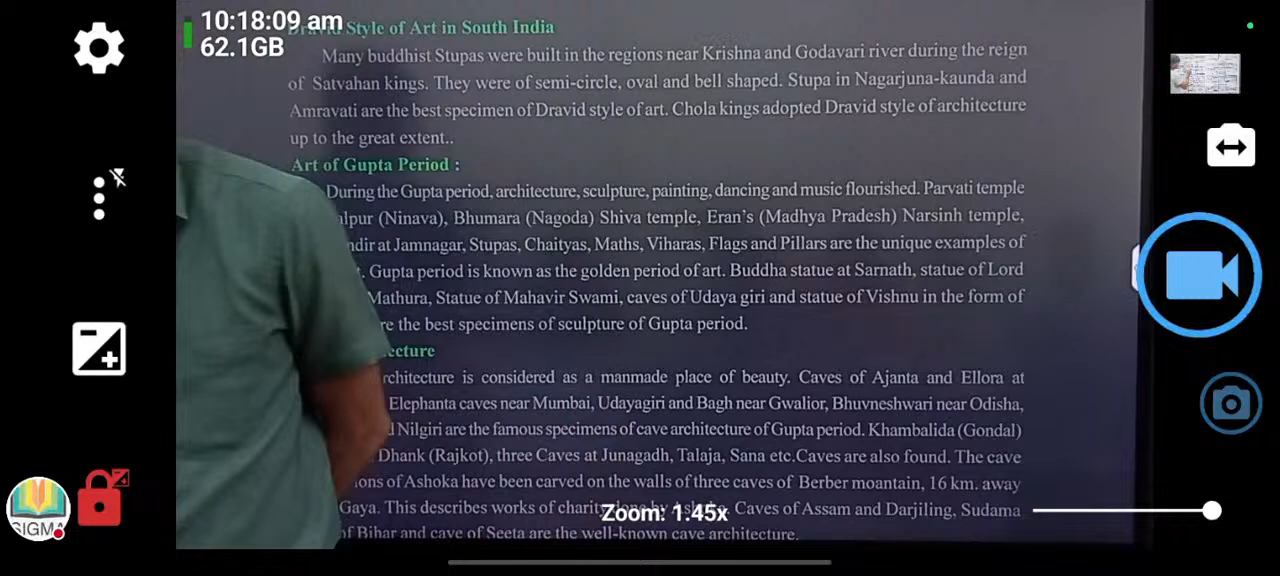 10:18:09 am
62.1GB
Style of Art in South India
Many buddhist Stupas were built in the regions near Krishna and Godavari river during the reign
of Satvahan kings. They were of semi-circle, oval and bell shaped. Stupa in Nagarjuna-kaunda and
Amravati are the best specimen of Dravid style of art. Chola kings adopted Dravid style of architecture
up to the great extent..
Art of Gupta Period :
During the Gupta period, architecture, sculpture, painting, dancing and music flourished. Parvati temple
(Ninava), Bhumara (Nagoda) Shiva temple, Eran's (Madhya Pradesh) Narsinh temple,
at Jamnagar, Stupas, Chaityas, Maths, Viharas, Flags and Pillars are the unique examples of
Gupta period is known as the golden period of art. Buddha statue at Sarnath, statue of Lord
Mathura, Statue of Mahavir Swami, caves of Udaya giri and statue of Vishnu in the form of
the best specimens of sculpture of Gupta period.
is considered as a manmade place of beauty. Caves of Ajanta and Ellora at
Elephanta caves near Mumbai, Udayagiri and Bagh near Gwalior, Bhuvneshwari near Odisha,
Nilgiri are the famous specimens of cave architecture of Gupta period. Khambalida (Gondal)
Dhank (Rajkot), three Caves at Junagadh, Talaja, Sana etc.Caves are also found. The cave
of Ashoka have been carved on the walls of three caves of Berber moantain, 16 km. away
Gaya. This describes works of Caves of Assam and Darjiling, Sudama
of Bihar and cave of Seeta are the well-known cave architecture.
Zoom: 1.45x
SIGMA